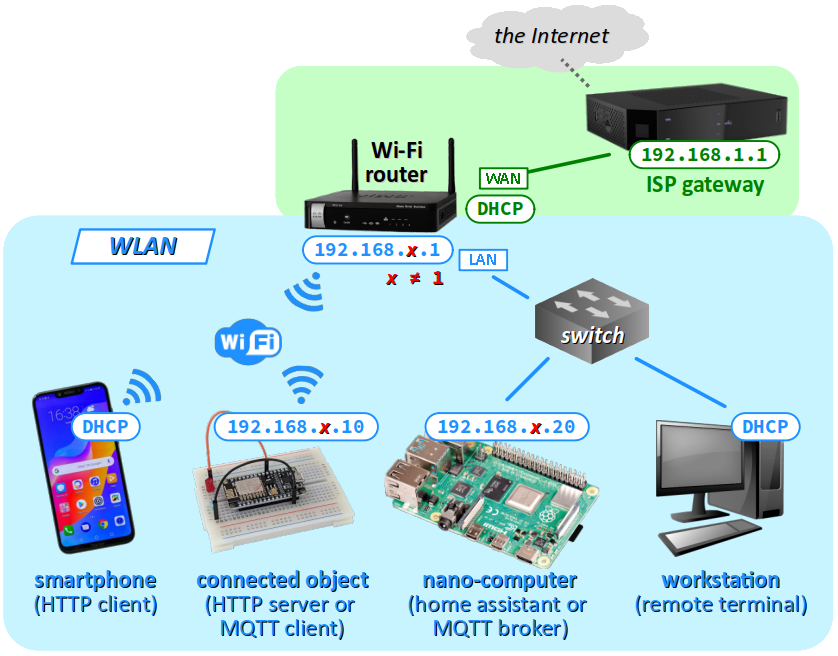 the Internet
Wi-Fi
router
192.168.1.1
ISP gateway
WAN
DHCP
WLAN
192.168.x.1
x ≠ 1
LAN
switch
Wi Fi
16:38
DHCP
192.168.x.10
192.168.x.20
DHCP
smartphone
(HTTP client)
connected object
(HTTP server or
MQTT client)
nano-computer
(home assistant or
MQTT broker)
workstation
(remote terminal)